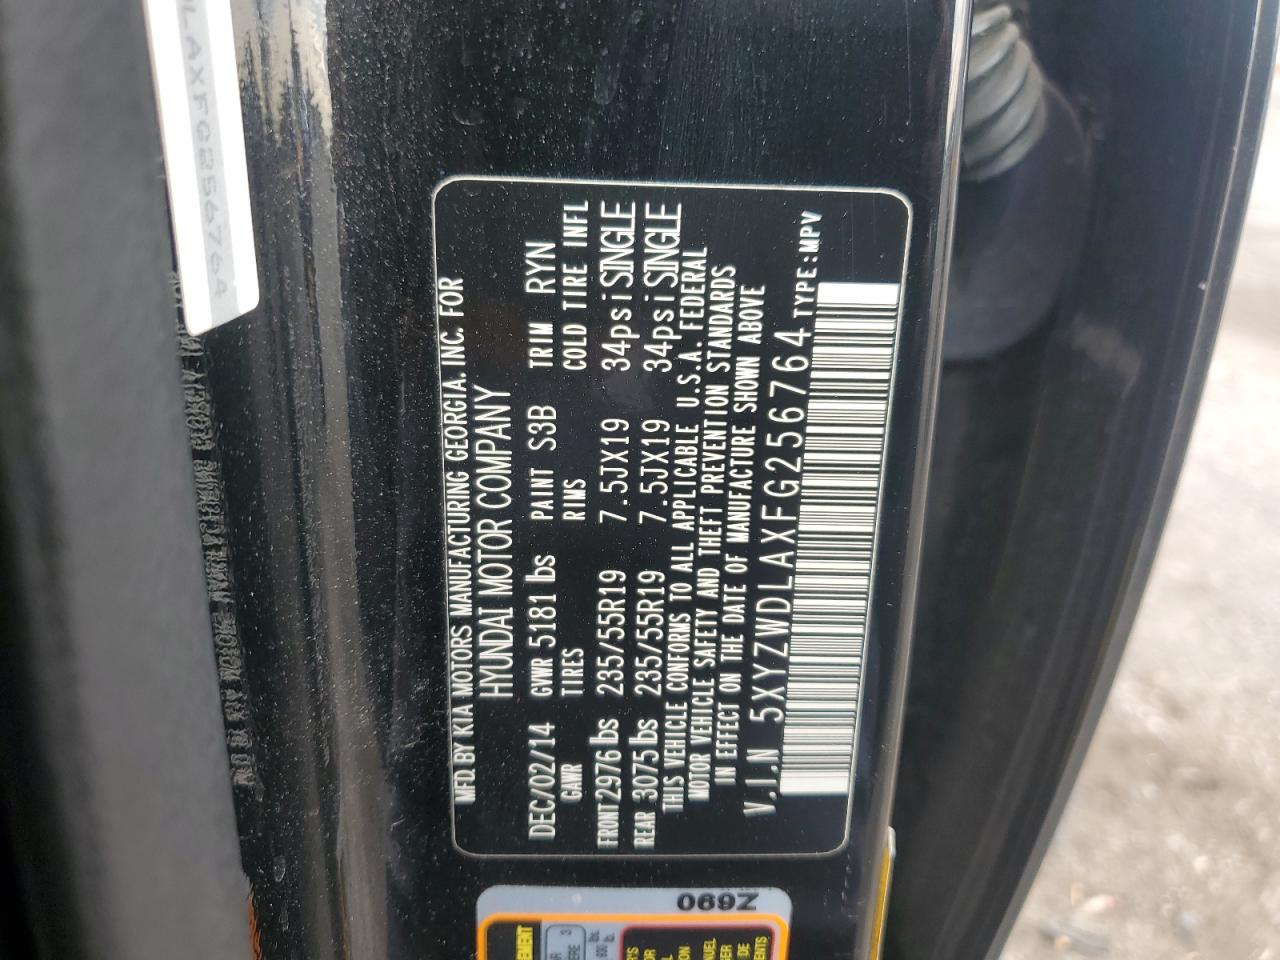 MFD BY KIA MOTORS MANUFACTURING GEORGIA. INC. FOR
HYUNDAI MOTOR COMPANY
DEC/02/14 GVWR 5181 lbs PAINT S3B TRIM RYN
GAWR TIRES RIMS COLD TIRE INFL
FRONT 2976 lbs 235/55R19 7.5JX19 34psi SINGLE
REAR 3075 lbs 235/55R19 7.5JX19 34psi SINGLE
THIS VEHICLE CONFORMS TO ALL APPLICABLE U.S.A. FEDERAL
MOTOR VEHICLE SAFETY AND THEFT PREVENTION STANDARDS
IN EFFECT ON THE DATE OF MANUFACTURE SHOWN ABOVE
V.I.N 5XYZWDLAXFG256764 TYPE:MPV
LAXFG256764
Z690